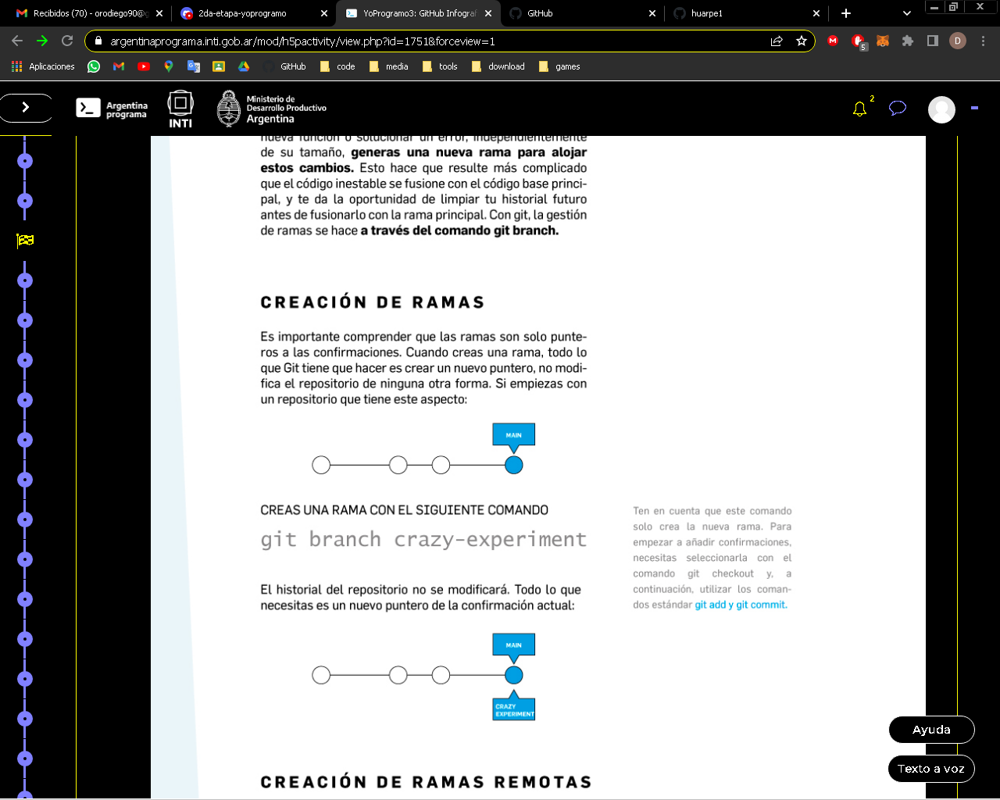 Recibidos (70) - orodiego90@g
2da-etapa-yoprogramo
YoProgramo3: GitHub Infograf
GitHub
huarpe1
argentinaprograma.inti.gob.ar/mod/h5pactivity/view.php?id=1751&forceview=1
5
D
Aplicaciones
GitHub
code
media
tools
download
games
Argentina
programa
INTI
Ministerio de
Desarrollo Productivo
Argentina
2
nueva función o solucionar un error, independientemente
de su tamaño, generas una nueva rama para alojar
estos cambios. Esto hace que resulte más complicado
que el código inestable se fusione con el código base princi-
pal, y te da la oportunidad de limpiar tu historial futuro
antes de fusionarlo con la rama principal. Con git, la gestión
de ramas se hace a través del comando git branch.
CREACIÓN DE RAMAS
Es importante comprender que las ramas son solo punte-
ros a las confirmaciones. Cuando creas una rama, todo lo
que Git tiene que hacer es crear un nuevo puntero, no modi-
fica el repositorio de ninguna otra forma. Si empiezas con
un repositorio que tiene este aspecto:
MAIN
CREAS UNA RAMA CON EL SIGUIENTE COMANDO
git branch crazy-experiment
Ten en cuenta que este comando
solo crea la nueva rama. Para
empezar a añadir confirmaciones,
necesitas seleccionarla con el
comando git checkout y, a
continuación, utilizar los coman-
dos estándar git add y git commit.
El historial del repositorio no se modificará. Todo lo que
necesitas es un nuevo puntero de la confirmación actual:
MAIN
CRAZY
EXPERIMENT
Ayuda
Texto a voz
CREACIÓN DE RAMAS REMOTAS